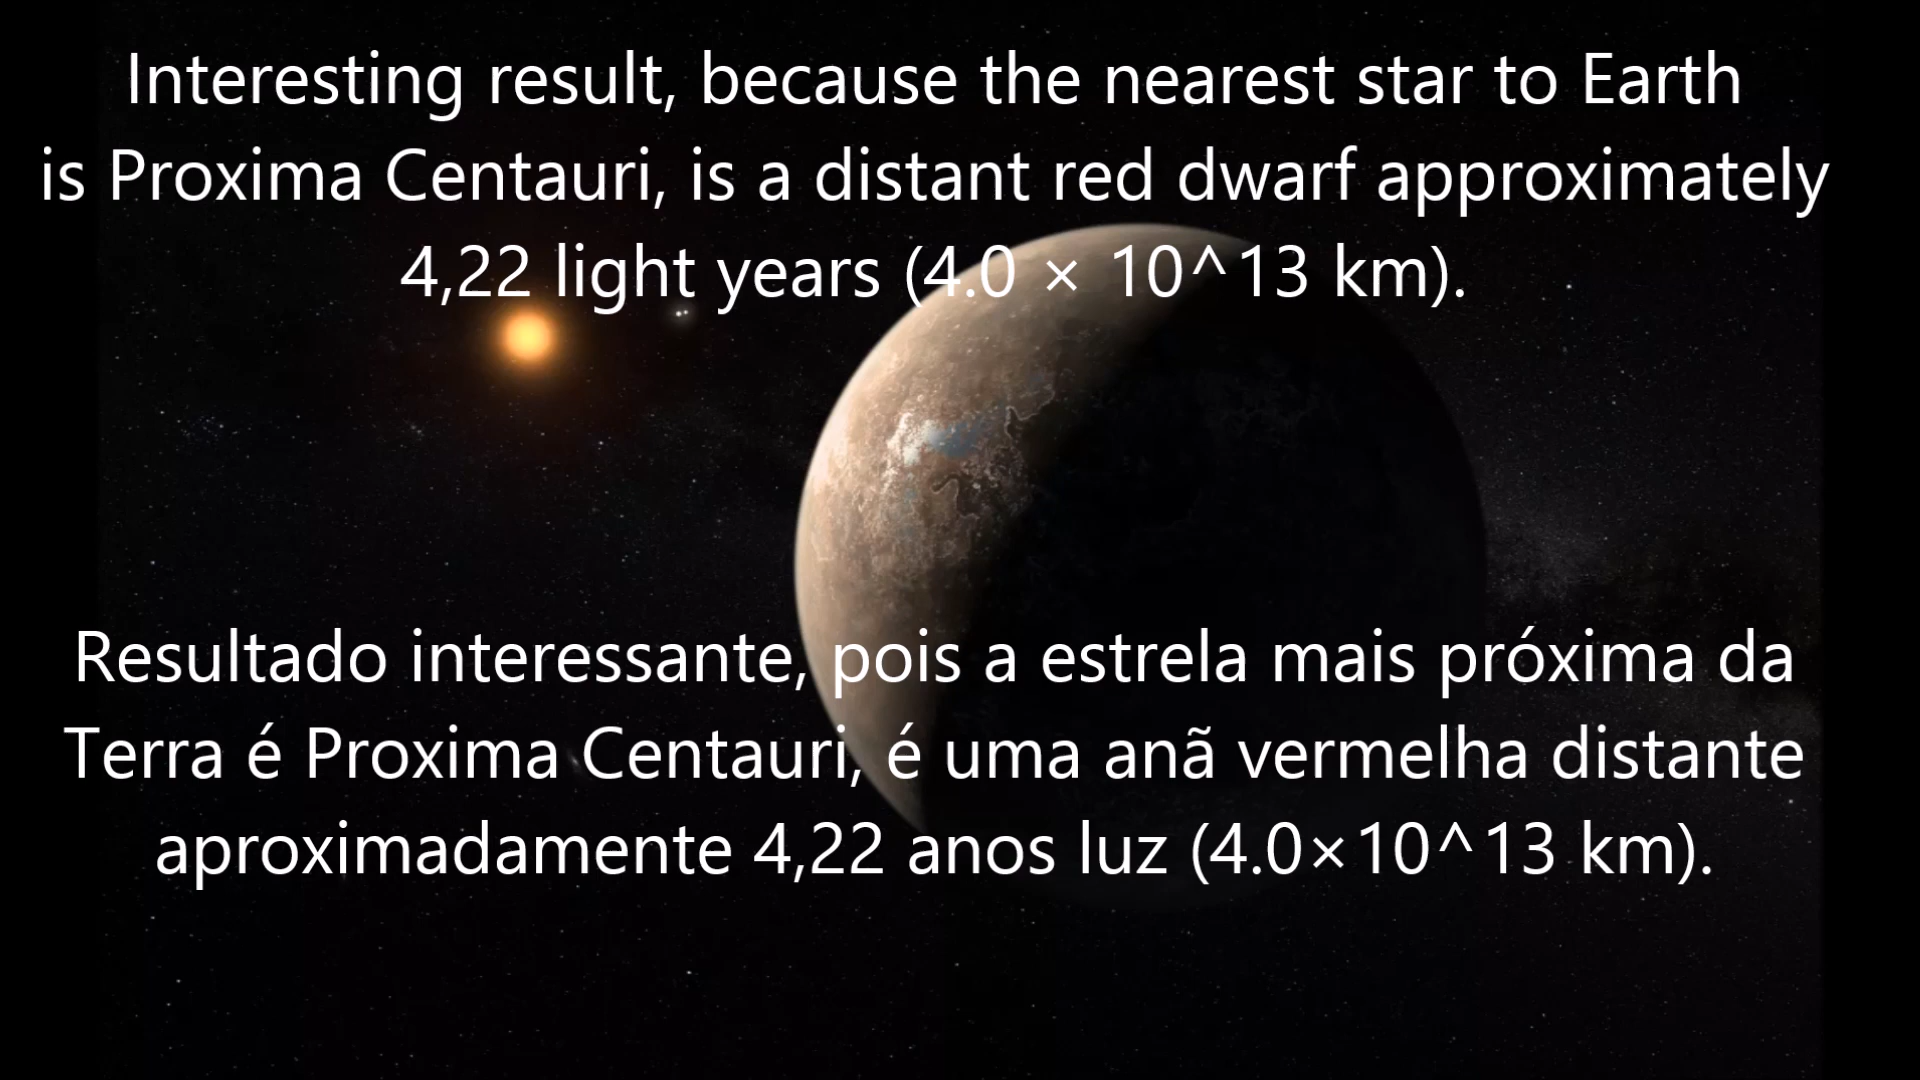 Interesting result, because the nearest star to Earth
is Proxima Centauri, is a distant red dwarf approximately
4,22 light years (4.0 × 10^13 km).
Resultado interessante, pois a estrela mais próxima da
Terra é Proxima Centauri, é uma anã vermelha distante
aproximadamente 4,22 anos luz (4.0×10^13 km).